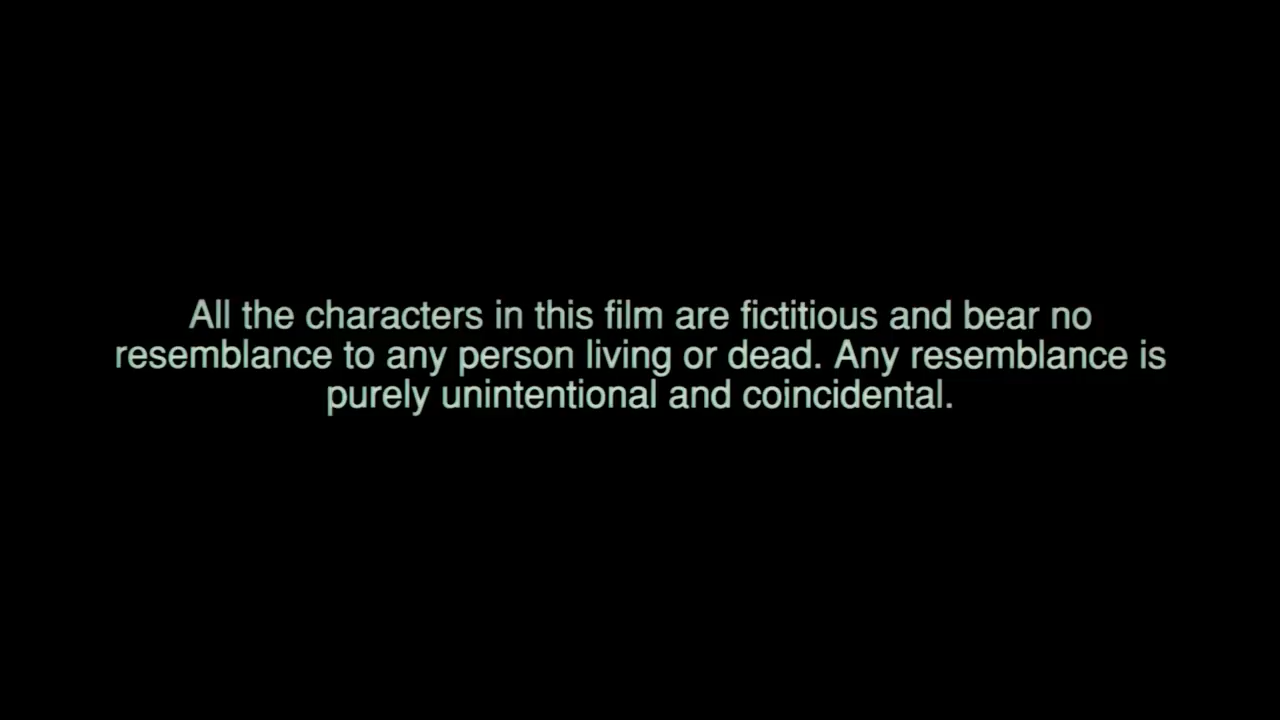 All the characters in this film are fictitious and bear no
resemblance to any person living or dead. Any resemblance is
purely unintentional and coincidental.